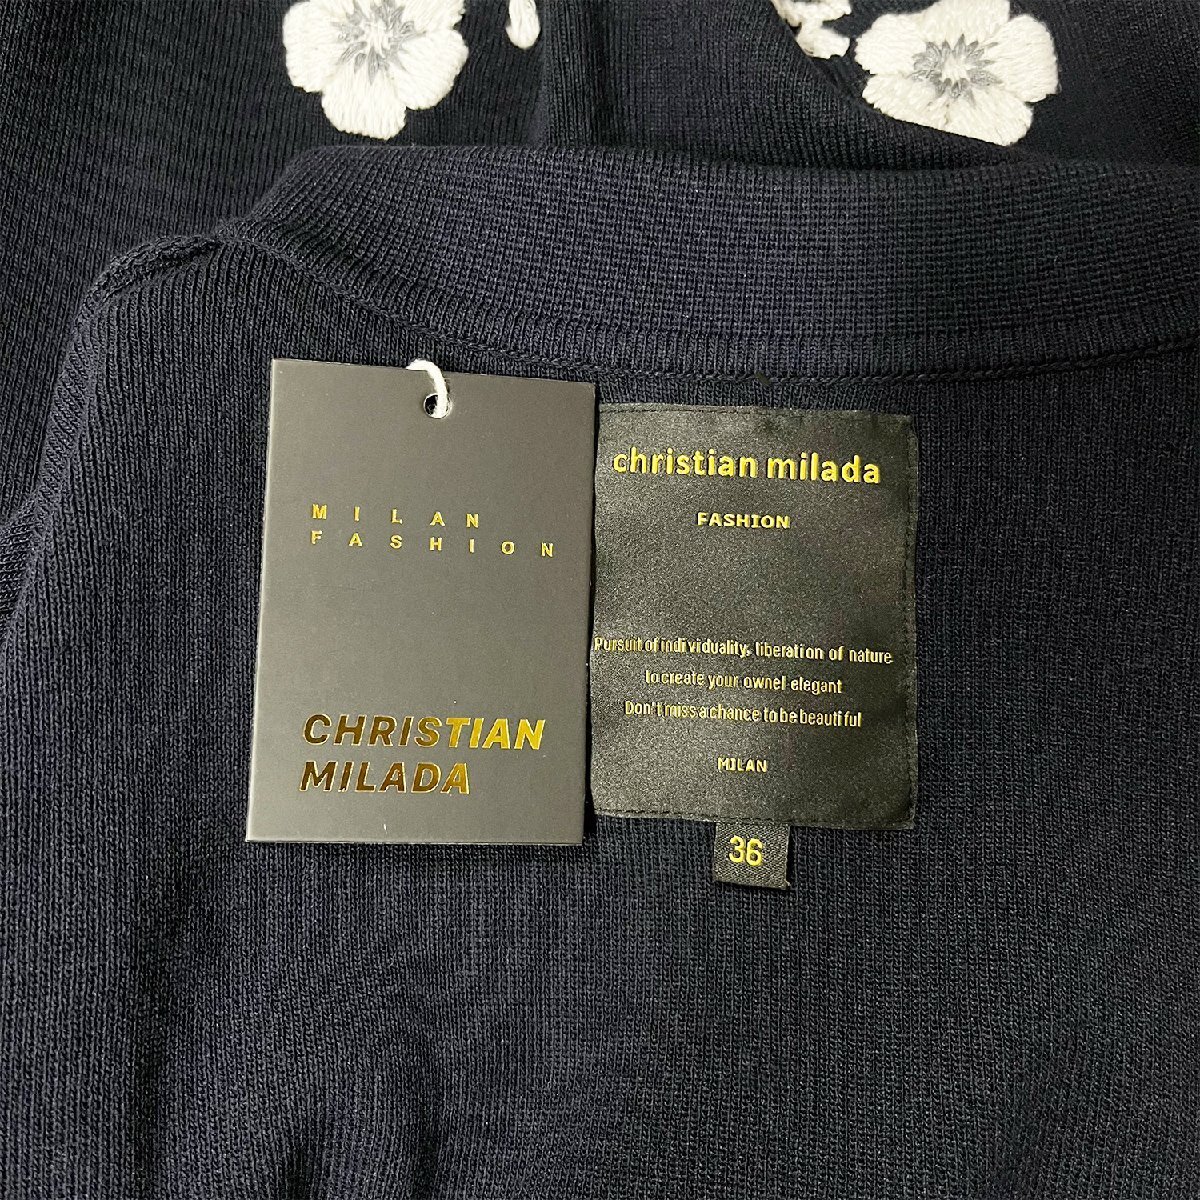 MILAN
FASHION
CHRISTIAN
MILADA
christian milada
FASHION
Pursuit of individuality, liberation of nature
to create your ownel elegant
Don't miss a chance to be beautiful
MILAN
36